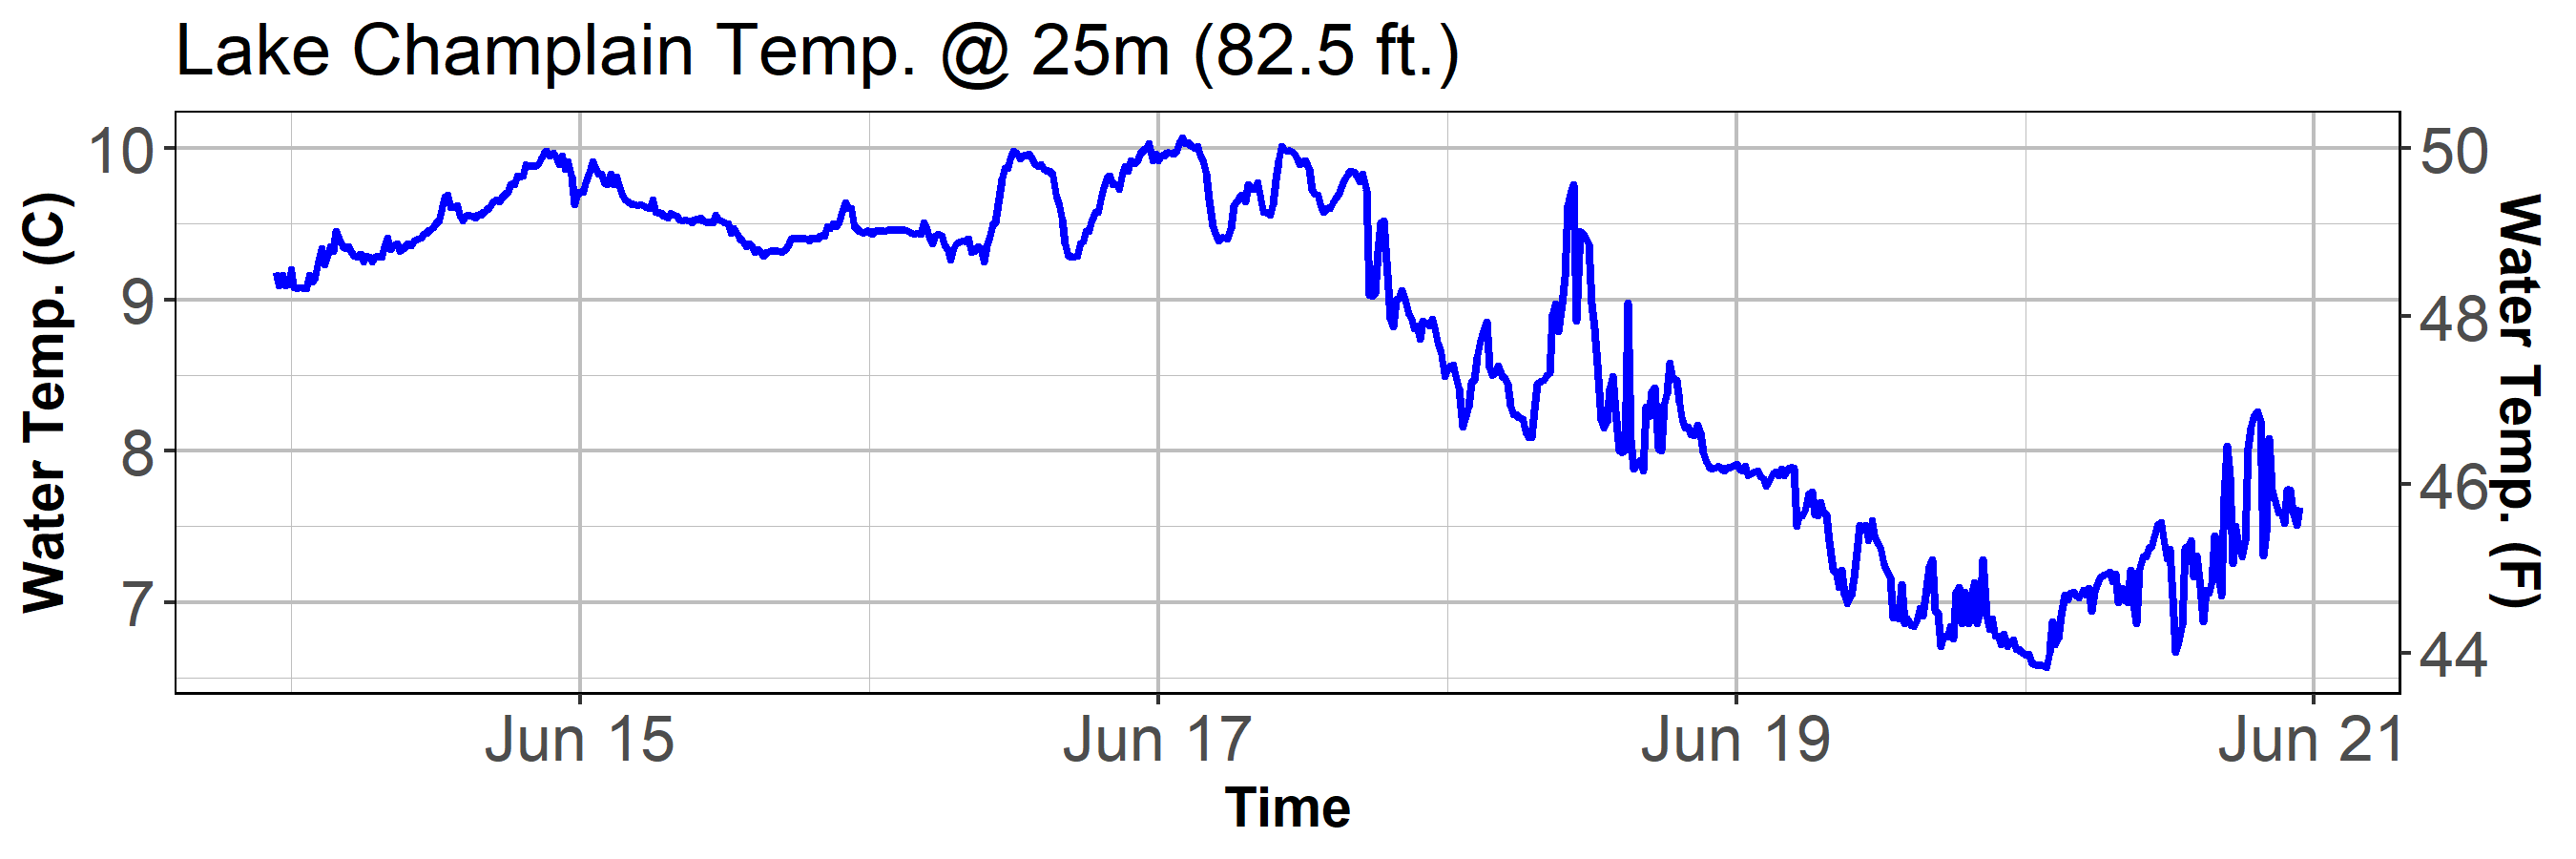 Lake Champlain Temp. @ 25m (82.5 ft.)
Water Temp. (C)
10
9
8
7
50
48
46
44
Water Temp. (F)
Jun 15
Jun 17
Jun 19
Jun 21
Time